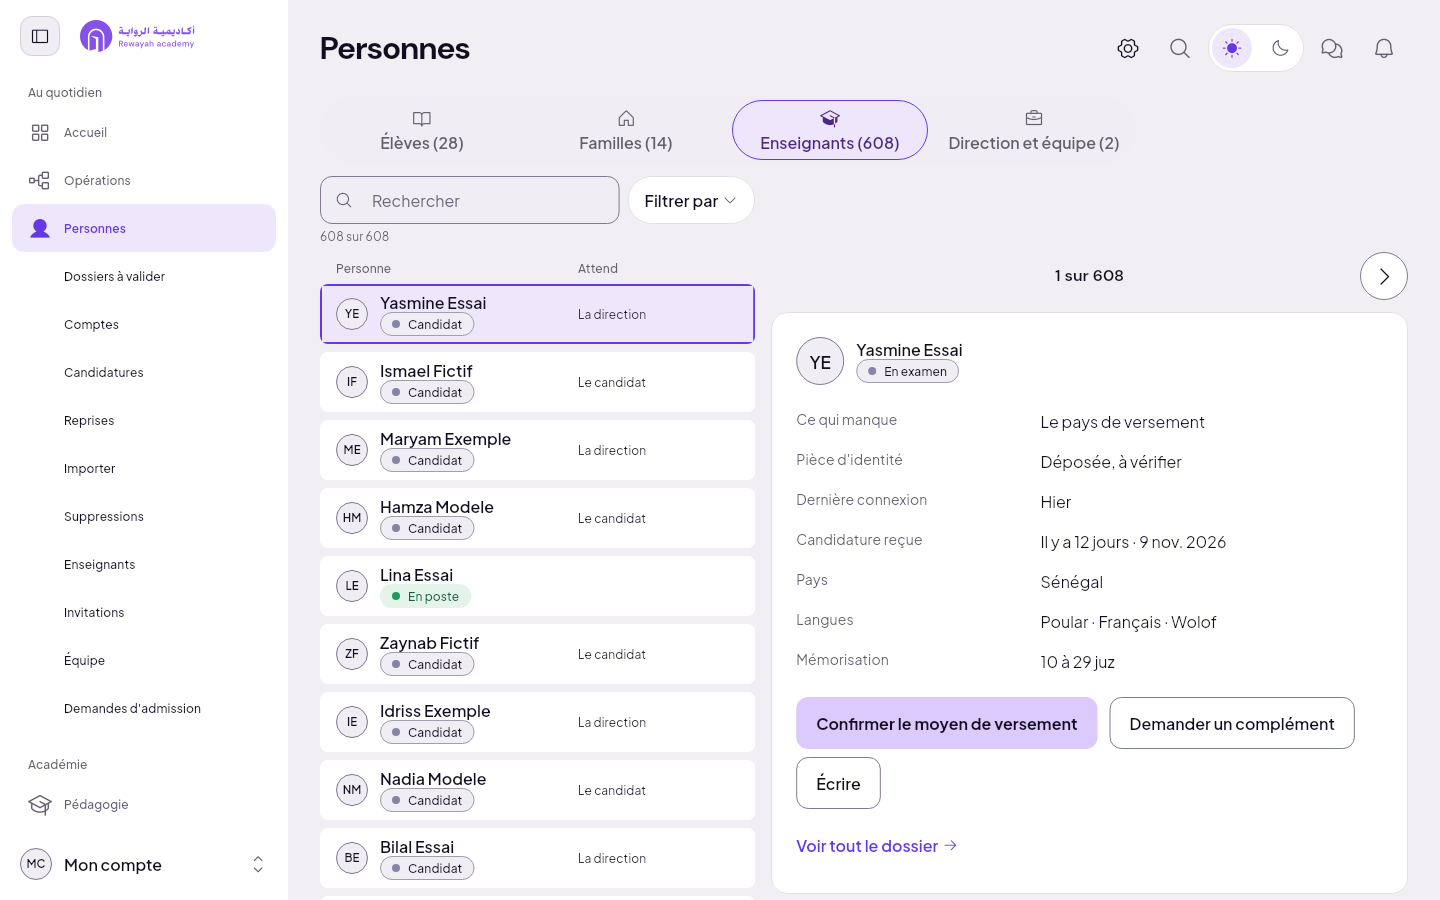 أكاديمية الرواية
Rewayah academy
Au quotidien
Accueil
Opérations
Personnes
Dossiers à valider
Comptes
Candidatures
Reprises
Importer
Suppressions
Enseignants
Invitations
Équipe
Demandes d'admission
Académie
Pédagogie
MC Mon compte
Personnes
Élèves (28)
Familles (14)
Enseignants (608)
Direction et équipe (2)
Rechercher
Filtrer par
608 sur 608
Personne Attend
YE Yasmine Essai
Candidat
La direction
IF Ismael Fictif
Candidat
Le candidat
ME Maryam Exemple
Candidat
La direction
HM Hamza Modele
Candidat
Le candidat
LE Lina Essai
En poste
ZF Zaynab Fictif
Candidat
Le candidat
IE Idriss Exemple
Candidat
La direction
NM Nadia Modele
Candidat
Le candidat
BE Bilal Essai
Candidat
La direction
1 sur 608
YE Yasmine Essai
En examen
Ce qui manque Le pays de versement
Pièce d'identité Déposée, à vérifier
Dernière connexion Hier
Candidature reçue Il y a 12 jours · 9 nov. 2026
Pays Sénégal
Langues Poular · Français · Wolof
Mémorisation 10 à 29 juz
Confirmer le moyen de versement
Demander un complément
Écrire
Voir tout le dossier